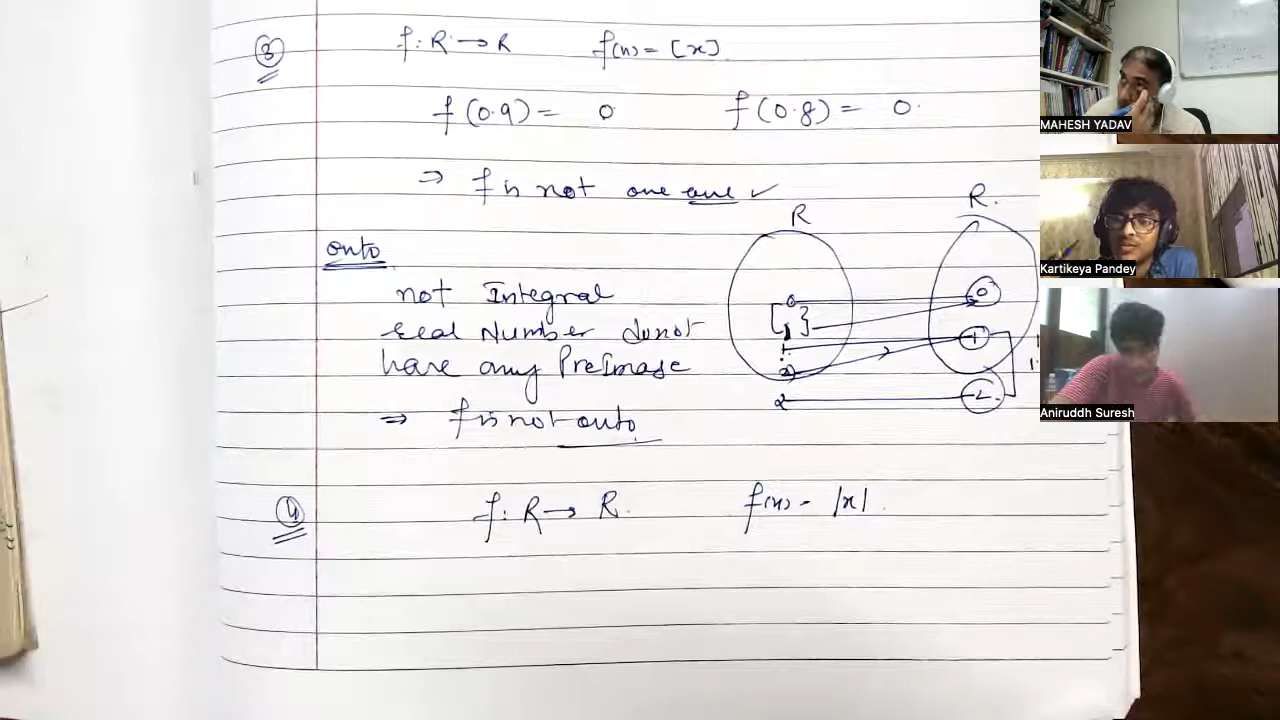 3 f: R → R f(x) = [x]
f(0.9) = 0 f(0.8) = 0.
⇒ f is not one one ✓
R R.
onto
not Integral
real Number donot
have any PreImage
⇒ f is not onto.
0 0
1 1
2 2
4 f: R → R. f(x) = |x|.
MAHESH YADAV
Kartikeya Pandey
Aniruddh Suresh